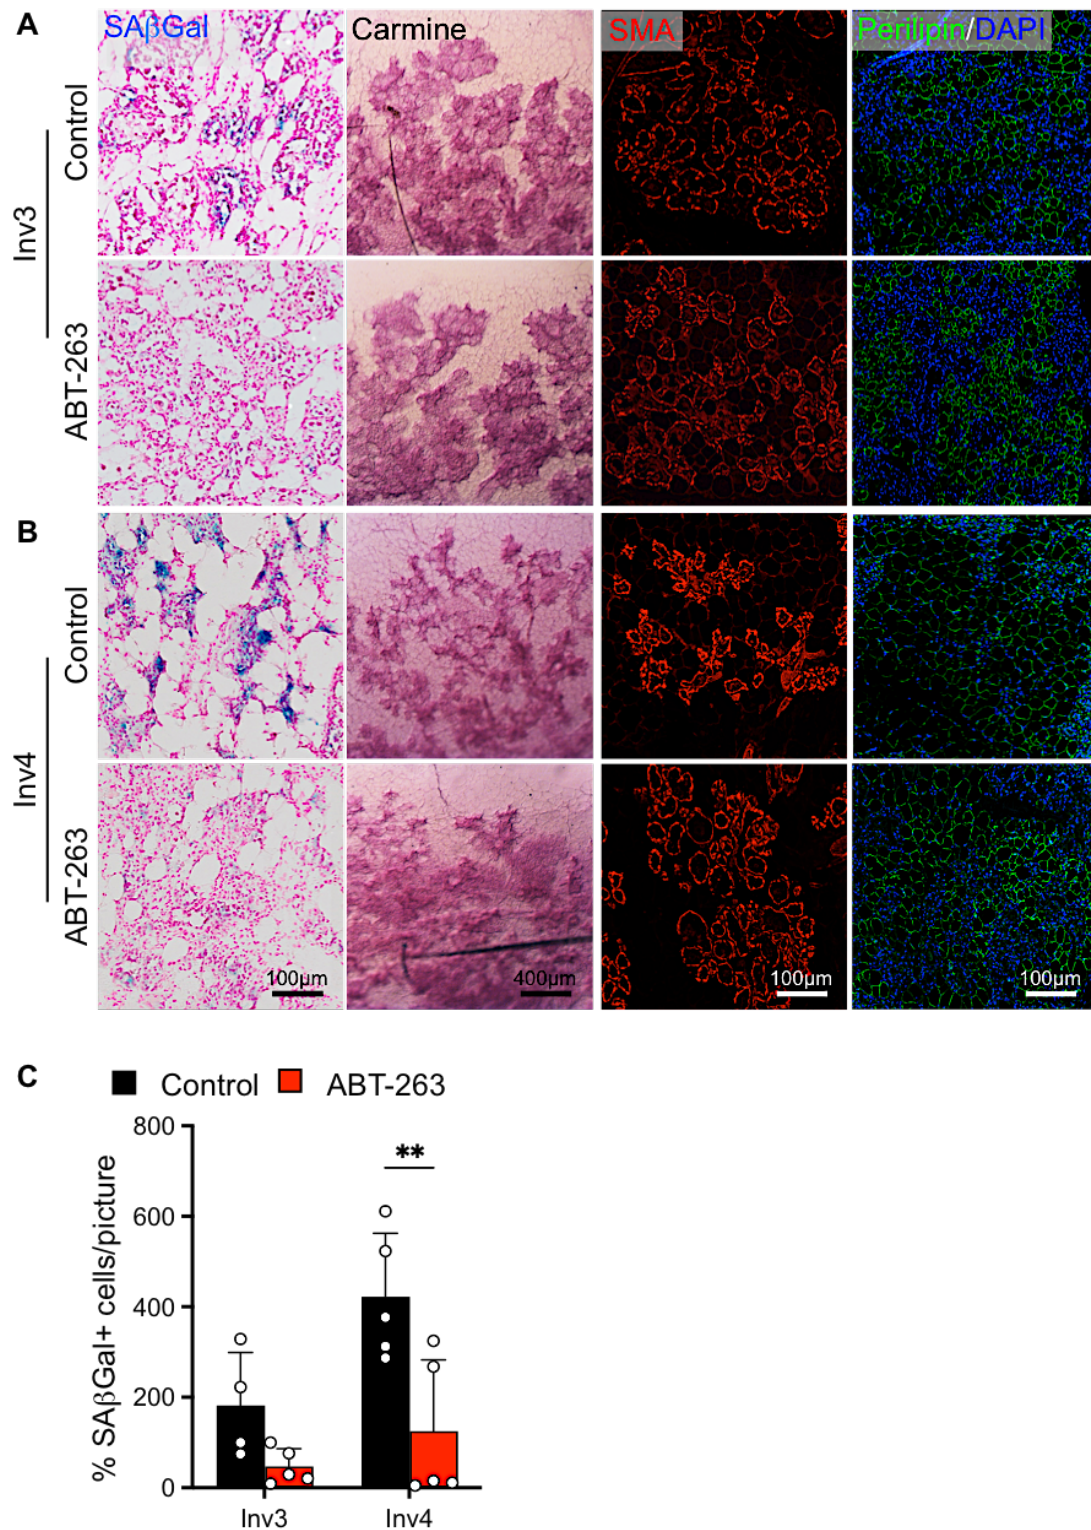 A
SAβGal
Carmine
SMA
Perilipin/DAPI
Inv3
Control
ABT-263
B
Inv4
Control
ABT-263
100µm
400µm
100µm
100µm
C
Control
ABT-263
% SAβGal+ cells/picture
800
600
400
200
0
**
Inv3
Inv4